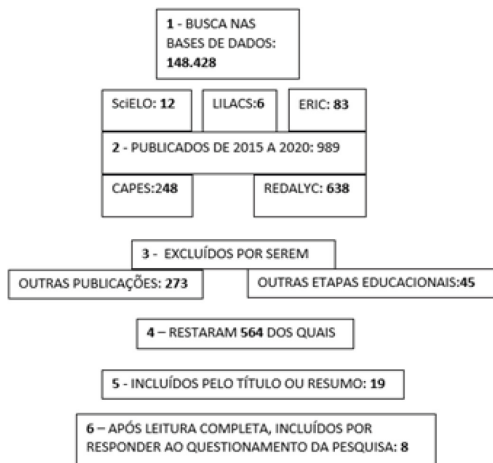 1 - BUSCA NAS
BASES DE DADOS:
148.428
SciELO: 12
LILACS:6
ERIC: 83
2 - PUBLICADOS DE 2015 A 2020: 989
CAPES:248
REDALYC: 638
3 - EXCLUÍDOS POR SEREM
OUTRAS PUBLICAÇÕES: 273
OUTRAS ETAPAS EDUCACIONAIS:45
4 – RESTARAM 564 DOS QUAIS
5 - INCLUÍDOS PELO TÍTULO OU RESUMO: 19
6 – APÓS LEITURA COMPLETA, INCLUÍDOS POR
RESPONDER AO QUESTIONAMENTO DA PESQUISA: 8